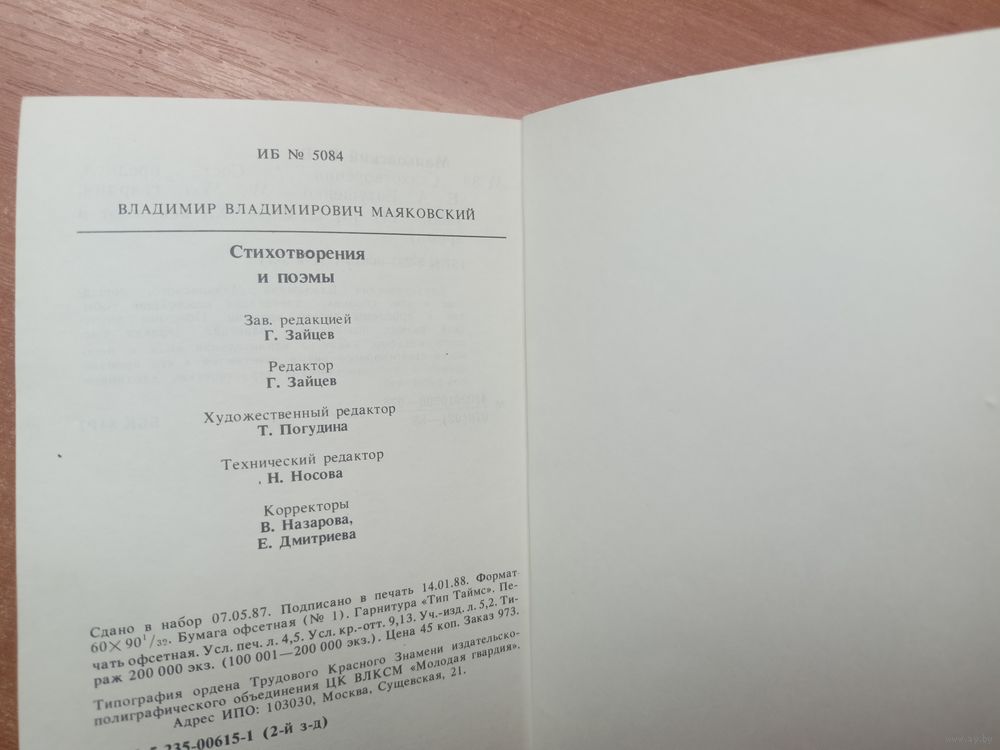 ИБ № 5084
ВЛАДИМИР ВЛАДИМИРОВИЧ МАЯКОВСКИЙ
Стихотворения
и поэмы
Зав. редакцией
Г. Зайцев
Редактор
Г. Зайцев
Художественный редактор
Т. Погудина
Технический редактор
Н. Носова
Корректоры
В. Назарова,
Е. Дмитриева
Сдано в набор 07.05.87. Подписано в печать 14.01.88. Формат
60×90¹/₃₂. Бумага офсетная (№ 1). Гарнитура «Тип Таймс». Пе-
чать офсетная. Усл. печ. л. 4,5. Усл. кр.-отт. 9,13. Уч.-изд. л. 5,2. Ти-
раж 200 000 экз. (100 001—200 000 экз.). Цена 45 коп. Заказ 973.
Типография ордена Трудового Красного Знамени издательско-
полиграфического объединения ЦК ВЛКСМ «Молодая гвардия».
Адрес ИПО: 103030, Москва, Сущевская, 21.
5-235-00615-1 (2-й з-д)
www.ay.by